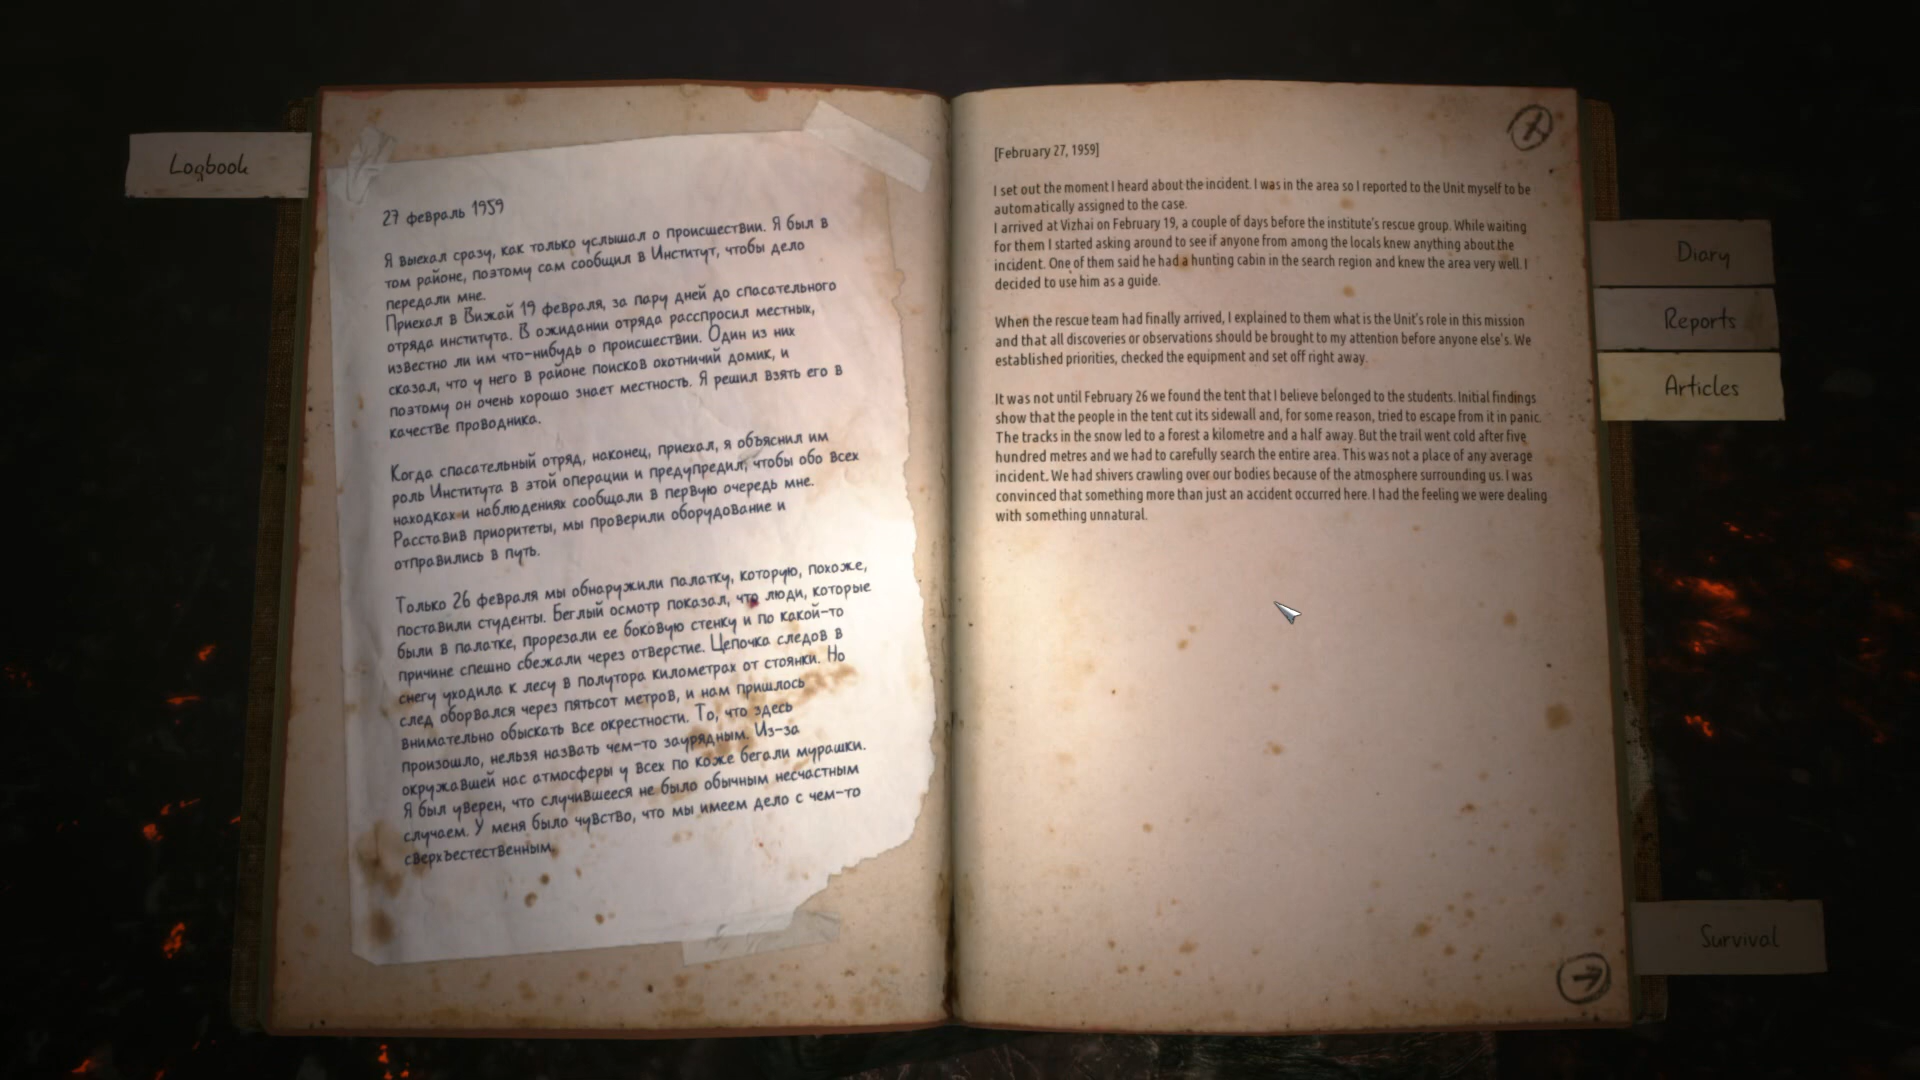 Logbook
27 февраль 1959
Я выехал сразу, как только услышал о происшествии. Я был в
том районе, поэтому сам сообщил в Институт, чтобы дело
передали мне.
Приехал в Вижай 19 февраля, за пару дней до спасательного
отряда института. В ожидании отряда расспросил местных,
известно ли им что-нибудь о происшествии. Один из них
сказал, что у него в районе поисков охотничий домик, и
поэтому он очень хорошо знает местность. Я решил взять его в
качестве проводника.
Когда спасательный отряд, наконец, приехал, я объяснил им
роль Института в этой операции и предупредил, чтобы обо всех
находках и наблюдениях сообщали в первую очередь мне.
Расставив приоритеты, мы проверили оборудование и
отправились в путь.
Только 26 февраля мы обнаружили палатку, которую, похоже,
поставили студенты. Беглый осмотр показал, что люди, которые
были в палатке, прорезали ее боковую стенку и по какой-то
причине спешно сбежали через отверстие. Цепочка следов в
снегу уходила к лесу в полутора километрах от стоянки. Но
след оборвался через пятьсот метров, и нам пришлось
внимательно обыскать все окрестности. То, что здесь
произошло, нельзя назвать чем-то заурядным. Из-за
окружавшей нас атмосферы у всех по коже бегали мурашки.
Я был уверен, что случившееся не было обычным несчастным
случаем. У меня было чувство, что мы имеем дело с чем-то
сверхъестественным.
[February 27, 1959]
I set out the moment I heard about the incident. I was in the area so I reported to the Unit myself to be
automatically assigned to the case.
I arrived at Vizhai on February 19, a couple of days before the institute's rescue group. While waiting
for them I started asking around to see if anyone from among the locals knew anything about the
incident. One of them said he had a hunting cabin in the search region and knew the area very well. I
decided to use him as a guide.
When the rescue team had finally arrived, I explained to them what is the Unit's role in this mission
and that all discoveries or observations should be brought to my attention before anyone else's. We
established priorities, checked the equipment and set off right away.
It was not until February 26 we found the tent that I believe belonged to the students. Initial findings
show that the people in the tent cut its sidewall and, for some reason, tried to escape from it in panic.
The tracks in the snow led to a forest a kilometre and a half away. But the trail went cold after five
hundred metres and we had to carefully search the entire area. This was not a place of any average
incident. We had shivers crawling over our bodies because of the atmosphere surrounding us. I was
convinced that something more than just an accident occurred here. I had the feeling we were dealing
with something unnatural.
Diary
Reports
Articles
Survival